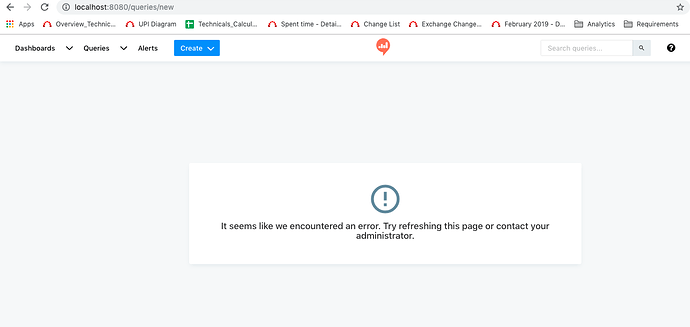 localhost:8080/queries/new
Apps Overview_Technic... UPI Diagram Technicals_Calcul... Spent time - Detai... Change List Exchange Change... February 2019 - D... Analytics Requirements
Dashboards Queries Alerts Create Search queries...
It seems like we encountered an error. Try refreshing this page or contact your
administrator.